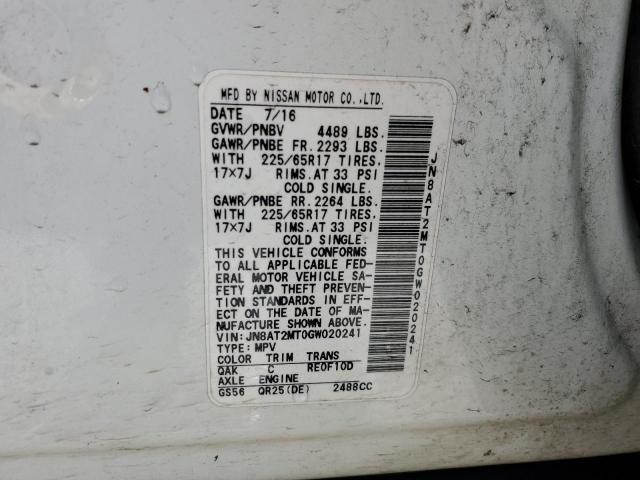 MFD BY NISSAN MOTOR CO.,LTD.
DATE 7/16
GVWR/PNBV 4489 LBS.
GAWR/PNBE FR. 2293 LBS.
WITH 225/65R17 TIRES.
17×7J RIMS.AT 33 PSI
COLD SINGLE.
GAWR/PNBE RR. 2264 LBS.
WITH 225/65R17 TIRES.
17×7J RIMS.AT 33 PSI
COLD SINGLE.
THIS VEHICLE CONFORMS
TO ALL APPLICABLE FED-
ERAL MOTOR VEHICLE SA-
FETY AND THEFT PREVEN-
TION STANDARDS IN EFF-
ECT ON THE DATE OF MA-
NUFACTURE SHOWN ABOVE.
VIN:JN8AT2MT0GW020241
TYPE:MPV
COLOR TRIM TRANS
QAK C RE0F10D
AXLE ENGINE
GS56 QR25(DE) 2488CC
JN8AT2MT0GW020241